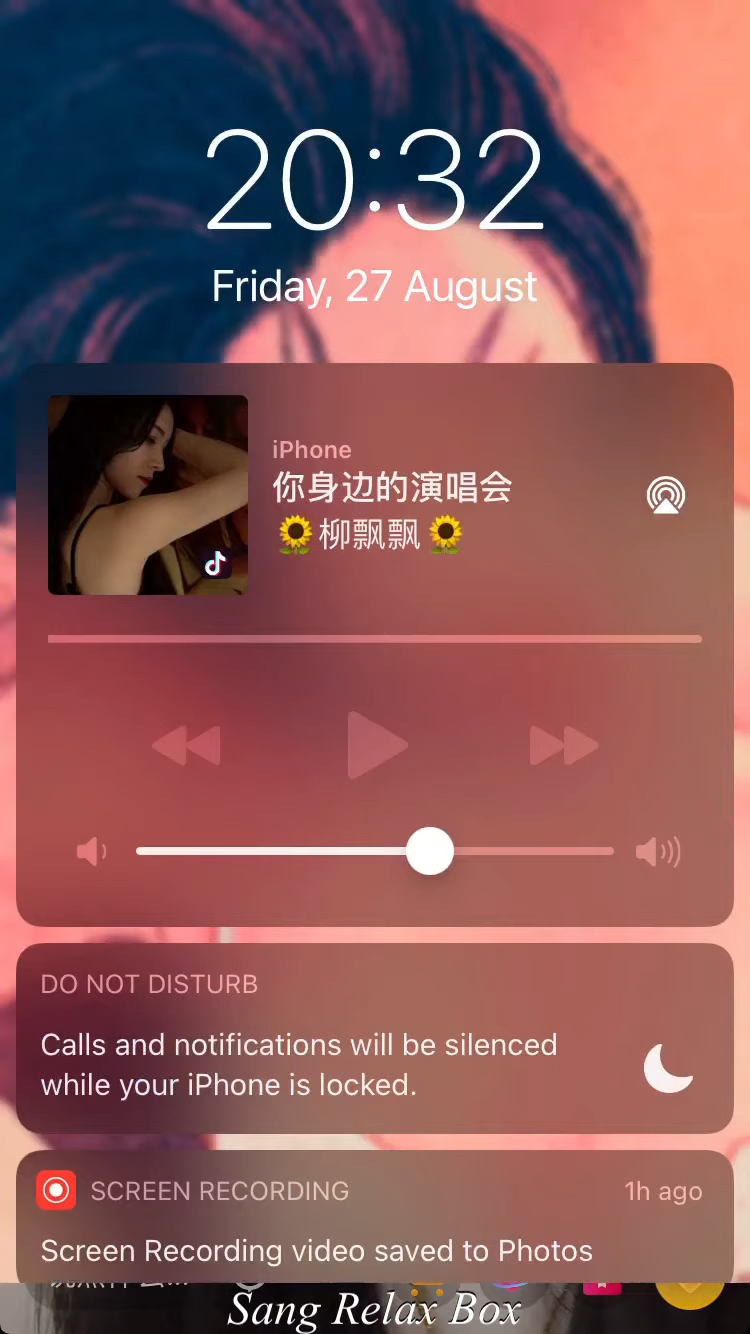 20:32
Friday, 27 August
iPhone
你身边的演唱会
🌻柳飘飘🌻
DO NOT DISTURB
Calls and notifications will be silenced
while your iPhone is locked.
SCREEN RECORDING
1h ago
Screen Recording video saved to Photos
Sang Relax Box